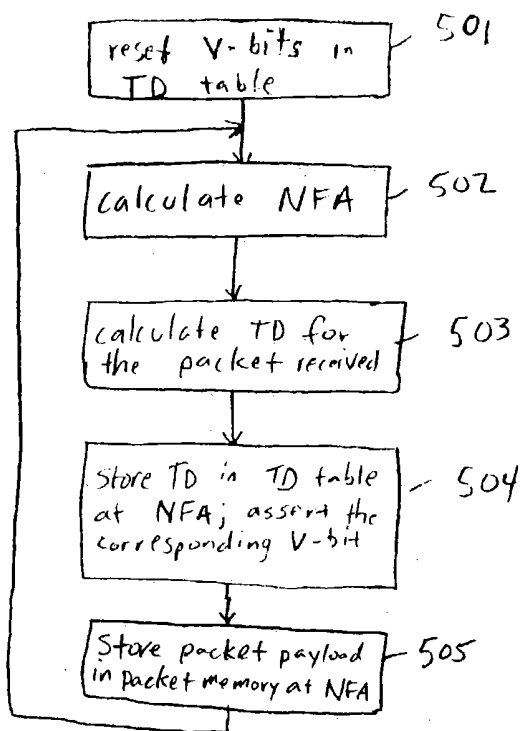 reset V-bits in
TD table
501
calculate NFA
502
calculate TD for
the packet received
503
Store TD in TD table
at NFA; assert the
corresponding V-bit
504
Store packet payload
in packet memory at NFA
505